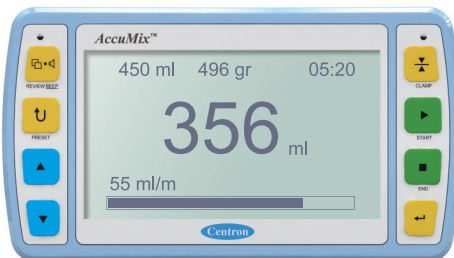 AccuMix™
450 ml 496 gr 05:20
356 ml
55 ml/m
Centron
REVIEW BEEP
PRESET
CLAMP
START
END